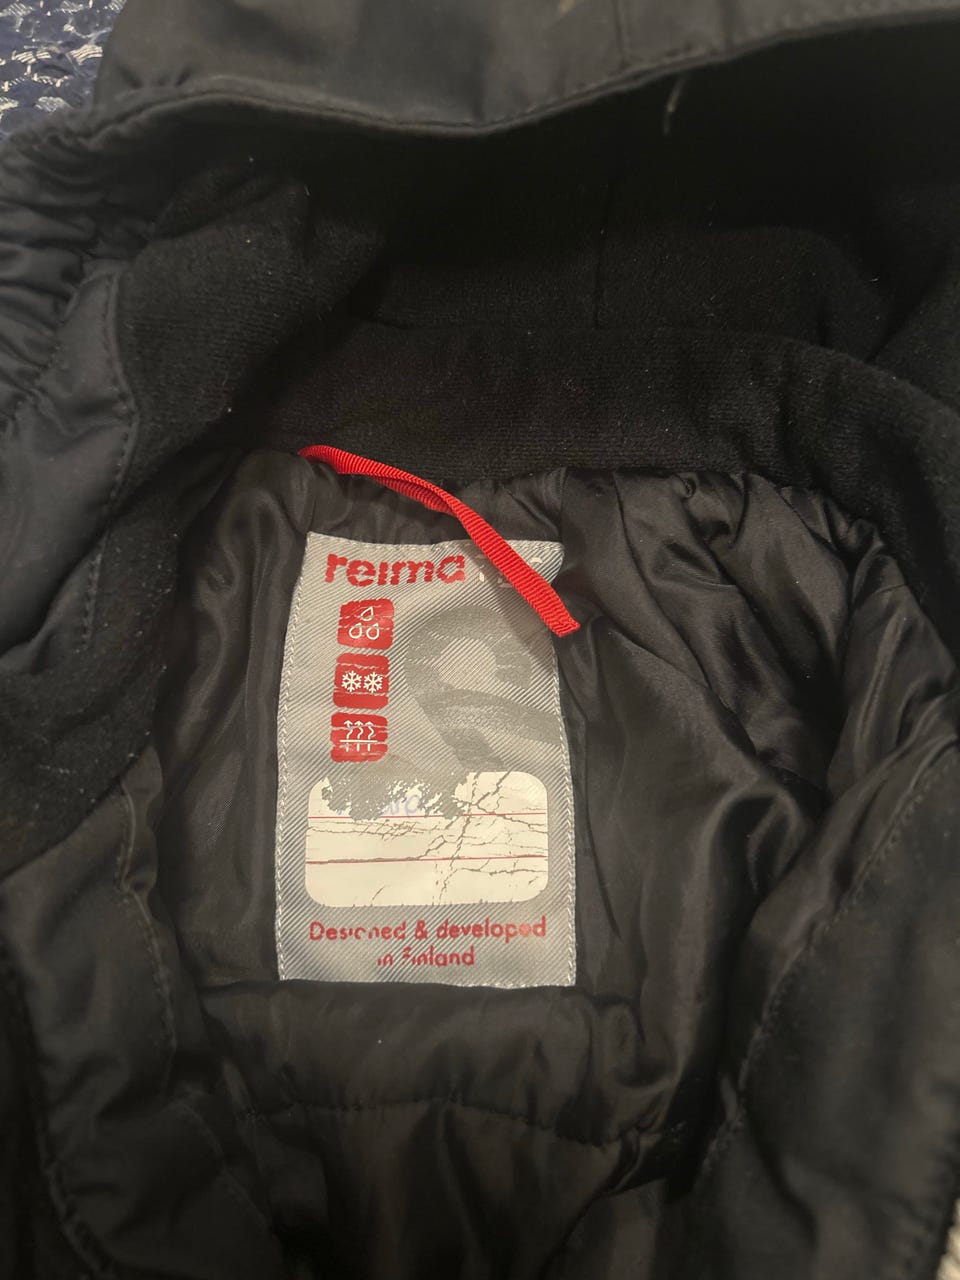 reima
Designed & developed
in Finland